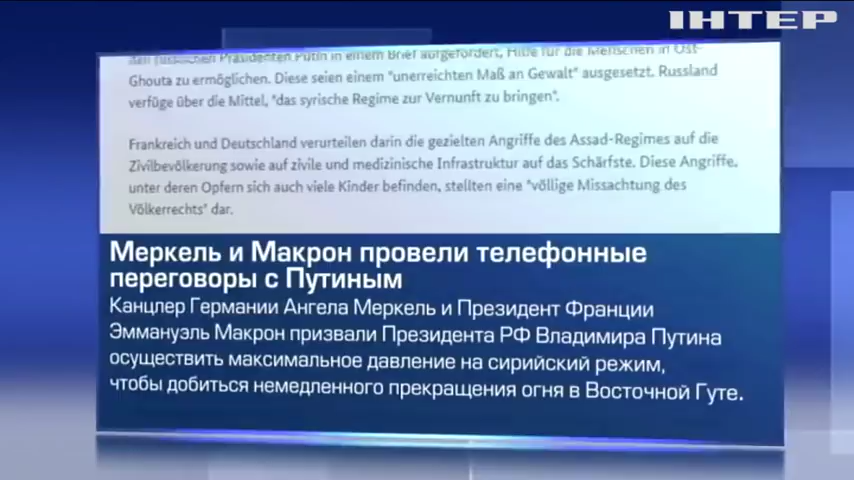 ІНТЕР
den russischen Präsidenten Putin in einem Brief aufgefordert, Hilfe für die Menschen in Ost-
Ghouta zu ermöglichen. Diese seien einem "unerreichten Maß an Gewalt" ausgesetzt. Russland
verfüge über die Mittel, "das syrische Regime zur Vernunft zu bringen".
Frankreich und Deutschland verurteilen darin die gezielten Angriffe des Assad-Regimes auf die
Zivilbevölkerung sowie auf zivile und medizinische Infrastruktur auf das Schärfste. Diese Angriffe,
unter deren Opfern sich auch viele Kinder befinden, stellten eine "völlige Missachtung des
Völkerrechts" dar.
Меркель и Макрон провели телефонные
переговоры с Путиным
Канцлер Германии Ангела Меркель и Президент Франции
Эммануэль Макрон призвали Президента РФ Владимира Путина
осуществить максимальное давление на сирийский режим,
чтобы добиться немедленного прекращения огня в Восточной Гуте.